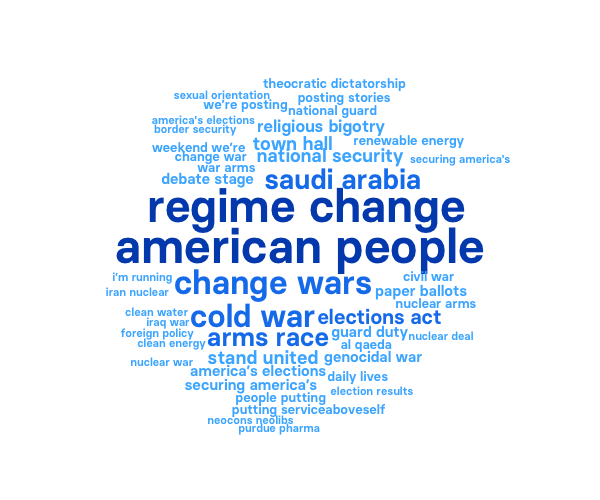 theocratic dictatorship
sexual orientation
posting stories
we're posting
national guard
america's elections
religious bigotry
border security
town hall
renewable energy
weekend we're
change war
national security
securing america's
war arms
debate stage
saudi arabia
regime change
american people
i'm running
change wars
civil war
iran nuclear
paper ballots
nuclear arms
clean water
cold war
elections act
iraq war
foreign policy
arms race
guard duty
nuclear deal
clean energy
al qaeda
nuclear war
stand united
genocidal war
america's elections
daily lives
securing america's
election results
people putting
putting serviceaboveself
neocons neolibs
purdue pharma